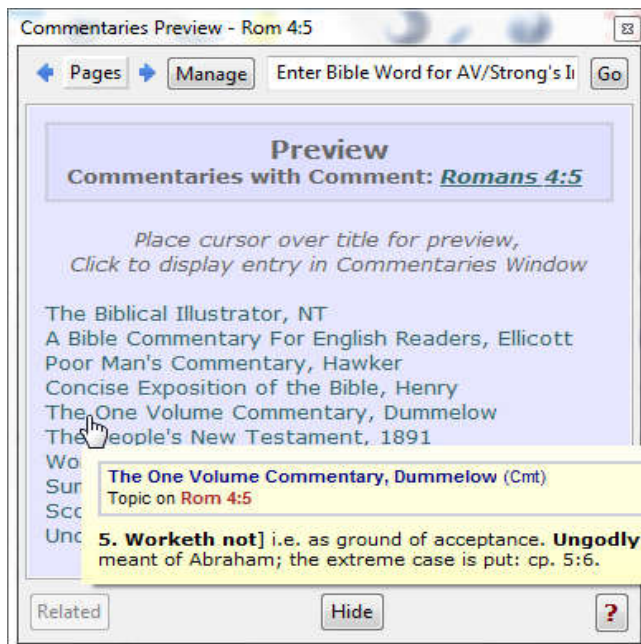 Commentaries Preview - Rom 4:5
Pages Manage Enter Bible Word for AV/Strong's Go
Preview
Commentaries with Comment: Romans 4:5
Place cursor over title for preview,
Click to display entry in Commentaries Window
The Biblical Illustrator, NT
A Bible Commentary For English Readers, Ellicott
Poor Man's Commentary, Hawker
Concise Exposition of the Bible, Henry
The One Volume Commentary, Dummelow
The People's New Testament, 1891
The One Volume Commentary, Dummelow (Cmt)
Topic on Rom 4:5
5. Worketh not] i.e. as ground of acceptance. Ungodly
meant of Abraham; the extreme case is put: cp. 5:6.
Related Hide ?